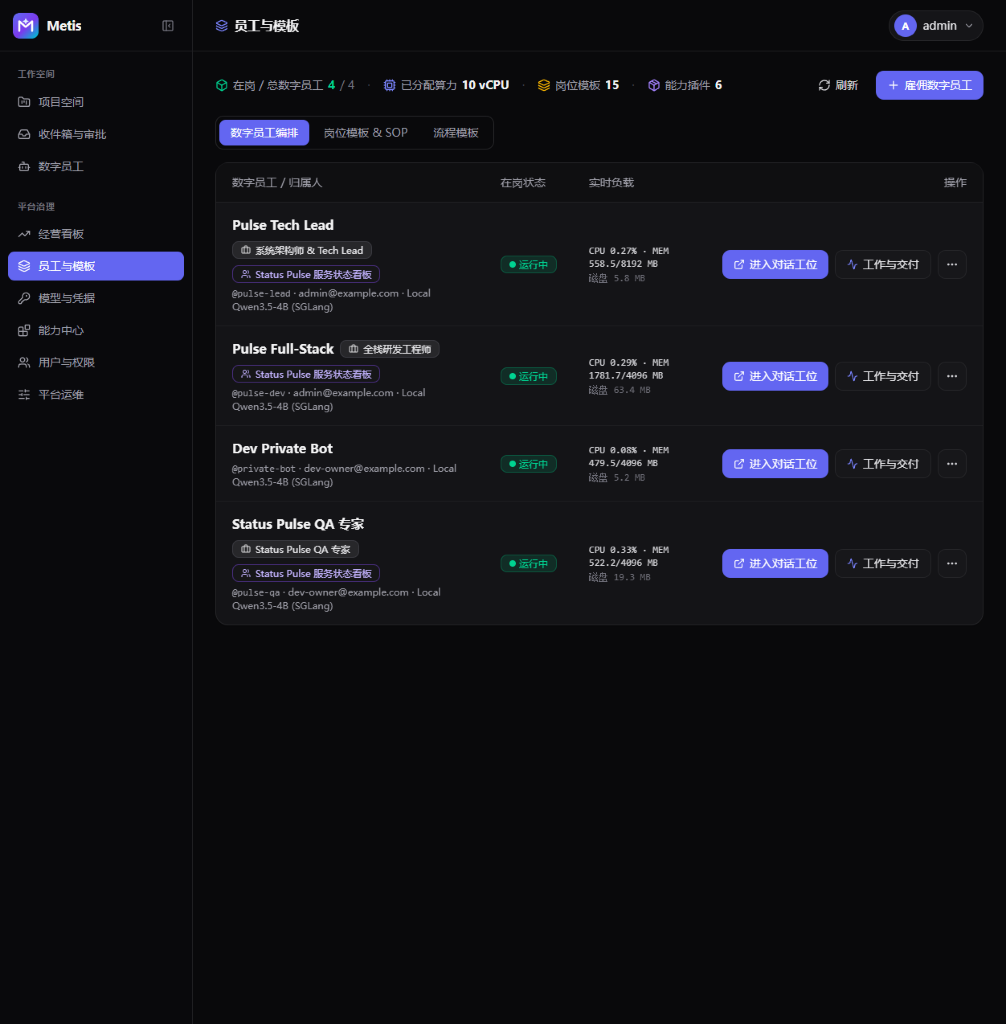 Metis
工作空间
项目空间
收件箱与审批
数字员工
平台治理
经营看板
员工与模板
模型与凭据
能力中心
用户与权限
平台运维
员工与模板
A admin
在岗 / 总数字员工 4 / 4 · 已分配算力 10 vCPU · 岗位模板 15 · 能力插件 6
刷新
+ 雇佣数字员工
数字员工编排 岗位模板 & SOP 流程模板
数字员工 / 归属人 在岗状态 实时负载 操作
Pulse Tech Lead
系统架构师 & Tech Lead
Status Pulse 服务状态看板
@pulse-lead · admin@example.com · Local
Qwen3.5-4B (SGLang)
运行中
CPU 0.27% · MEM
558.5/8192 MB
磁盘 5.8 MB
进入对话工位 工作与交付 ···
Pulse Full-Stack 全栈研发工程师
Status Pulse 服务状态看板
@pulse-dev · admin@example.com · Local
Qwen3.5-4B (SGLang)
运行中
CPU 0.29% · MEM
1781.7/4096 MB
磁盘 63.4 MB
进入对话工位 工作与交付 ···
Dev Private Bot
@private-bot · dev-owner@example.com · Local
Qwen3.5-4B (SGLang)
运行中
CPU 0.08% · MEM
479.5/4096 MB
磁盘 5.2 MB
进入对话工位 工作与交付 ···
Status Pulse QA 专家
Status Pulse QA 专家
Status Pulse 服务状态看板
@pulse-qa · dev-owner@example.com · Local
Qwen3.5-4B (SGLang)
运行中
CPU 0.33% · MEM
522.2/4096 MB
磁盘 19.3 MB
进入对话工位 工作与交付 ···